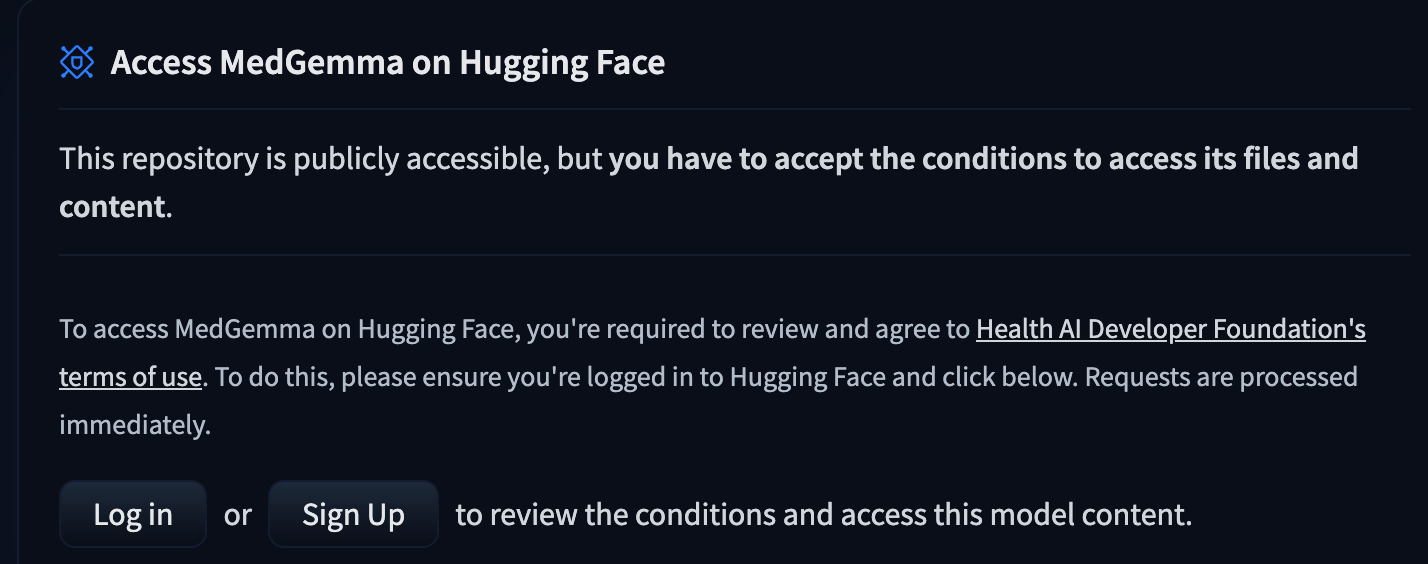 Access MedGemma on Hugging Face
This repository is publicly accessible, but you have to accept the conditions to access its files and
content.
To access MedGemma on Hugging Face, you're required to review and agree to Health AI Developer Foundation's
terms of use. To do this, please ensure you're logged in to Hugging Face and click below. Requests are processed
immediately.
Log in or Sign Up to review the conditions and access this model content.